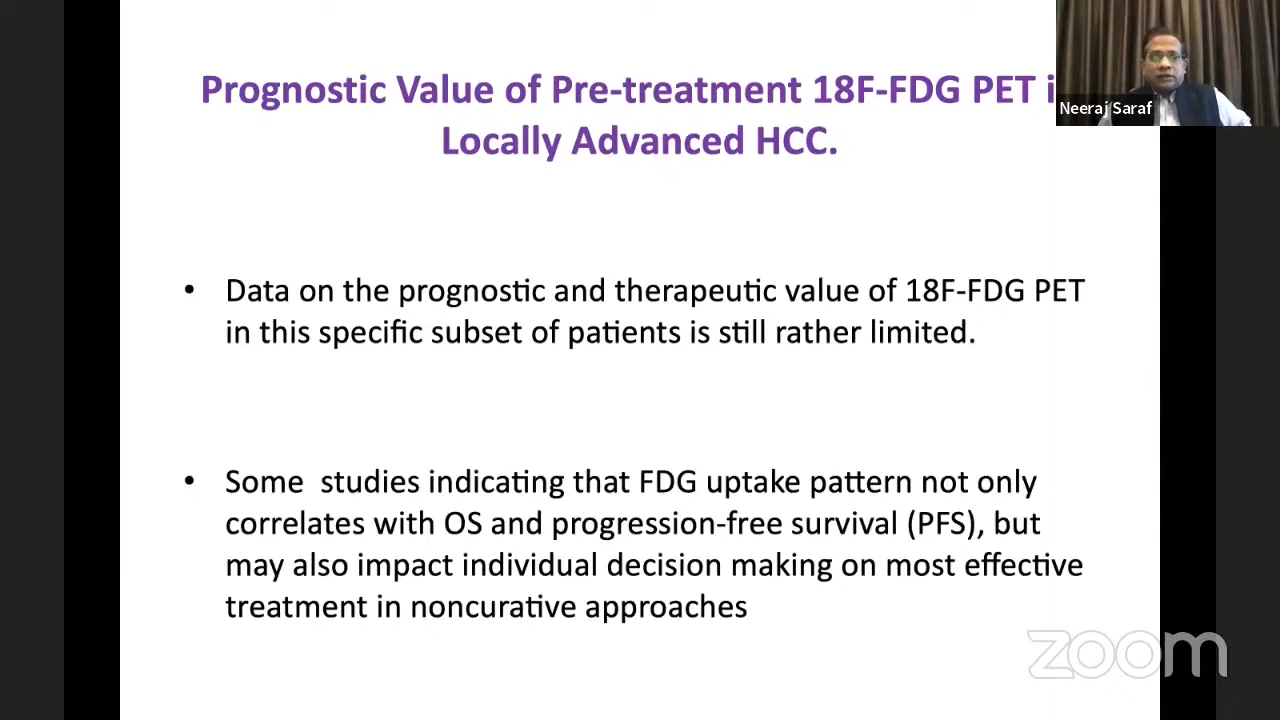 Prognostic Value of Pre-treatment 18F-FDG PET i
Locally Advanced HCC.
Neeraj Saraf
• Data on the prognostic and therapeutic value of 18F-FDG PET
in this specific subset of patients is still rather limited.
• Some  studies indicating that FDG uptake pattern not only
correlates with OS and progression-free survival (PFS), but
may also impact individual decision making on most effective
treatment in noncurative approaches
zoom